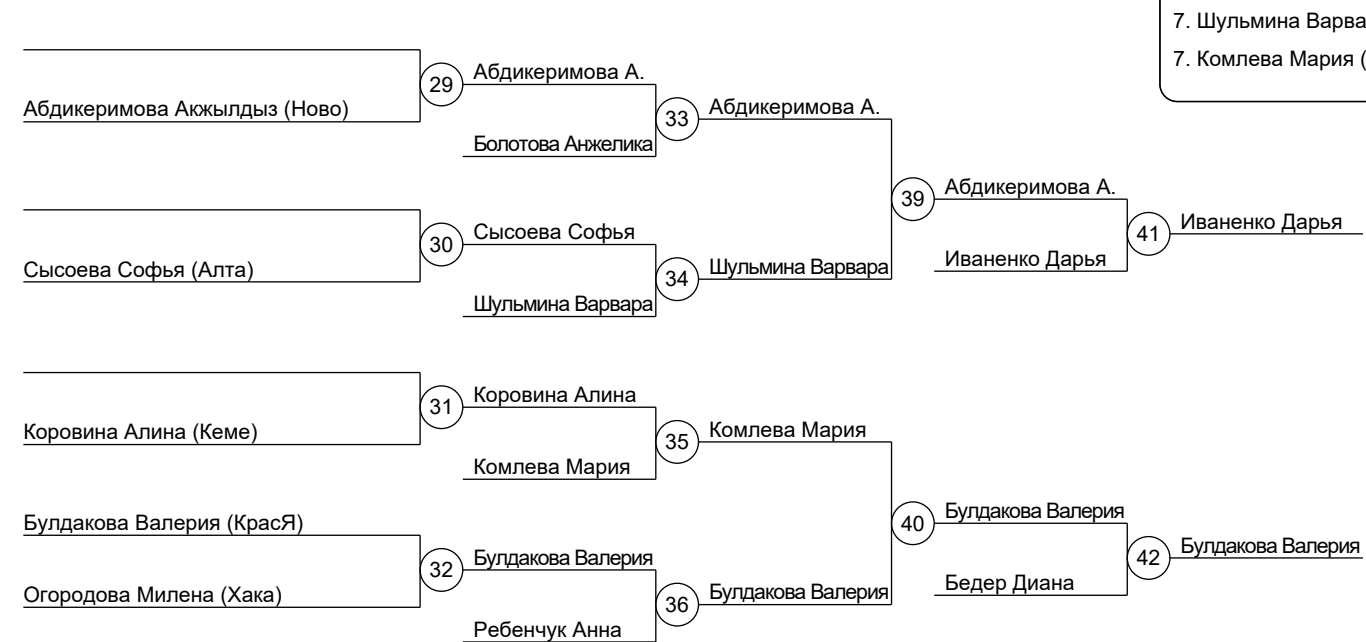 7. Шульмина Варва
7. Комлева Мария (
Абдикеримова А.
29
Абдикеримова Акжылдыз (Ново)
Абдикеримова А.
33
Болотова Анжелика
Абдикеримова А.
39
Сысоева Софья
Иваненко Дарья
41
30
Сысоева Софья (Алта)
Иваненко Дарья
Шульмина Варвара
34
Шульмина Варвара
Коровина Алина
31
Коровина Алина (Кеме)
Комлева Мария
35
Комлева Мария
Булдакова Валерия
40
Булдакова Валерия (КрасЯ)
Булдакова Валерия
42
Булдакова Валерия
32
Бедер Диана
Огородова Милена (Хака)
Булдакова Валерия
36
Ребенчук Анна